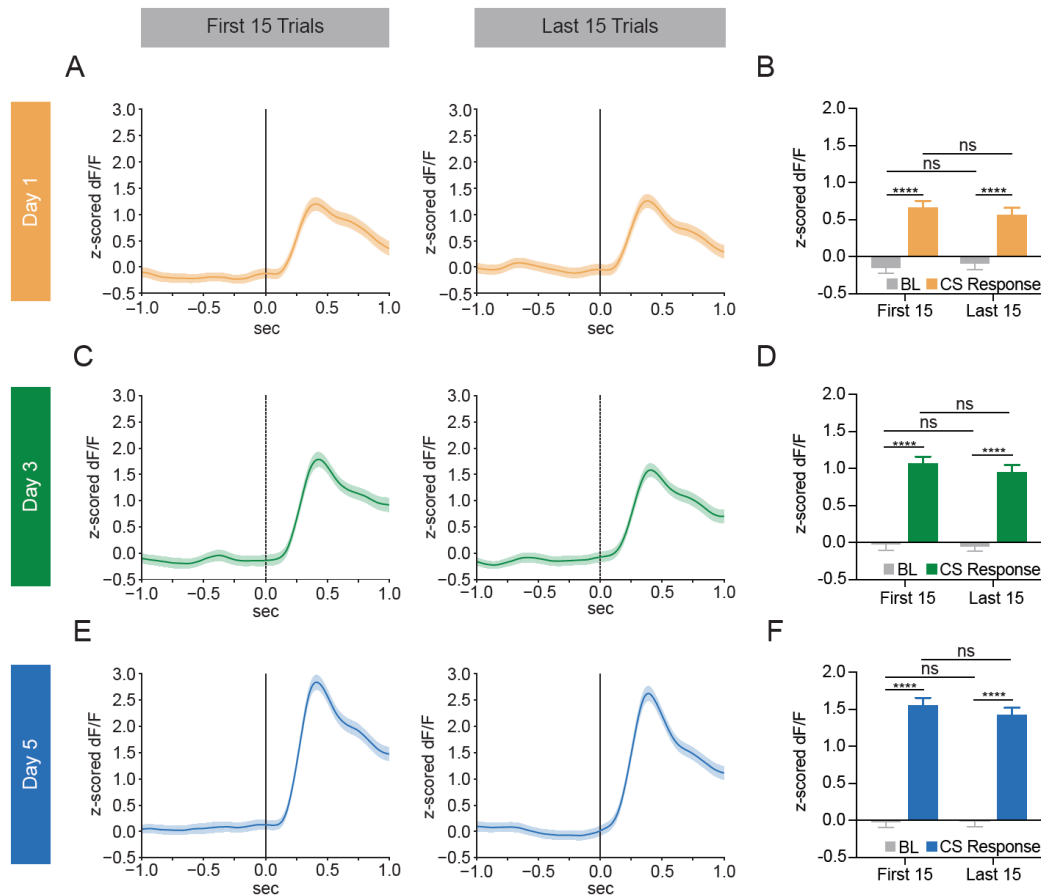 First 15 Trials
Last 15 Trials
A
B
Day 1
z-scored dF/F
3.0
2.5
2.0
1.5
1.0
0.5
0.0
−0.5
−1.0
−0.5
0.0
0.5
1.0
sec
z-scored dF/F
3.0
2.5
2.0
1.5
1.0
0.5
0.0
−0.5
−1.0
−0.5
0.0
0.5
1.0
sec
z-scored dF/F
2.0
1.5
1.0
0.5
0
-0.5
ns
ns
****
****
BL CS Response
First 15 Last 15
C
D
Day 3
z-scored dF/F
3.0
2.5
2.0
1.5
1.0
0.5
0.0
−0.5
−1.0
−0.5
0.0
0.5
1.0
sec
z-scored dF/F
3.0
2.5
2.0
1.5
1.0
0.5
0.0
−0.5
−1.0
−0.5
0.0
0.5
1.0
sec
z-scored dF/F
2.0
1.5
1.0
0.5
0
-0.5
ns
ns
****
****
BL CS Response
First 15 Last 15
E
F
Day 5
z-scored dF/F
3.0
2.5
2.0
1.5
1.0
0.5
0.0
−0.5
−1.0
−0.5
0.0
0.5
1.0
sec
z-scored dF/F
3.0
2.5
2.0
1.5
1.0
0.5
0.0
−0.5
−1.0
−0.5
0.0
0.5
1.0
sec
z-scored dF/F
2.0
1.5
1.0
0.5
0
-0.5
ns
ns
****
****
BL CS Response
First 15 Last 15